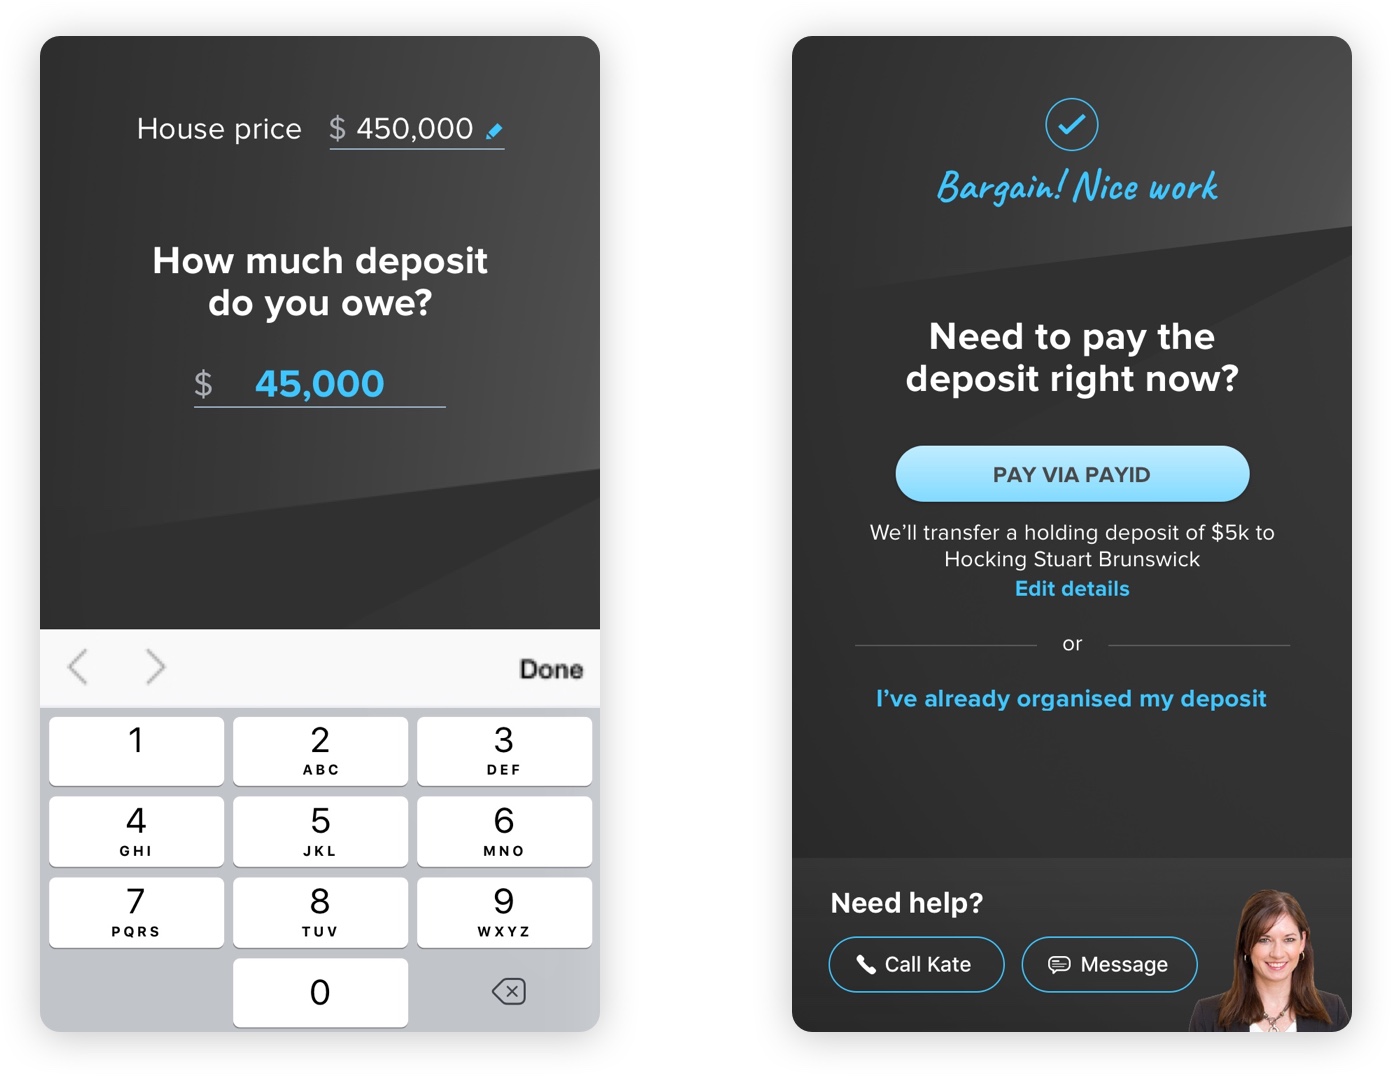 House price $ 450,000
How much deposit
do you owe?
$ 45,000
Done
1
2
ABC
3
DEF
4
GHI
5
JKL
6
MNO
7
PQRS
8
TUV
9
WXYZ
0
Bargain! Nice work
Need to pay the
deposit right now?
PAY VIA PAYID
We’ll transfer a holding deposit of $5k to
Hocking Stuart Brunswick
Edit details
or
I’ve already organised my deposit
Need help?
Call Kate
Message